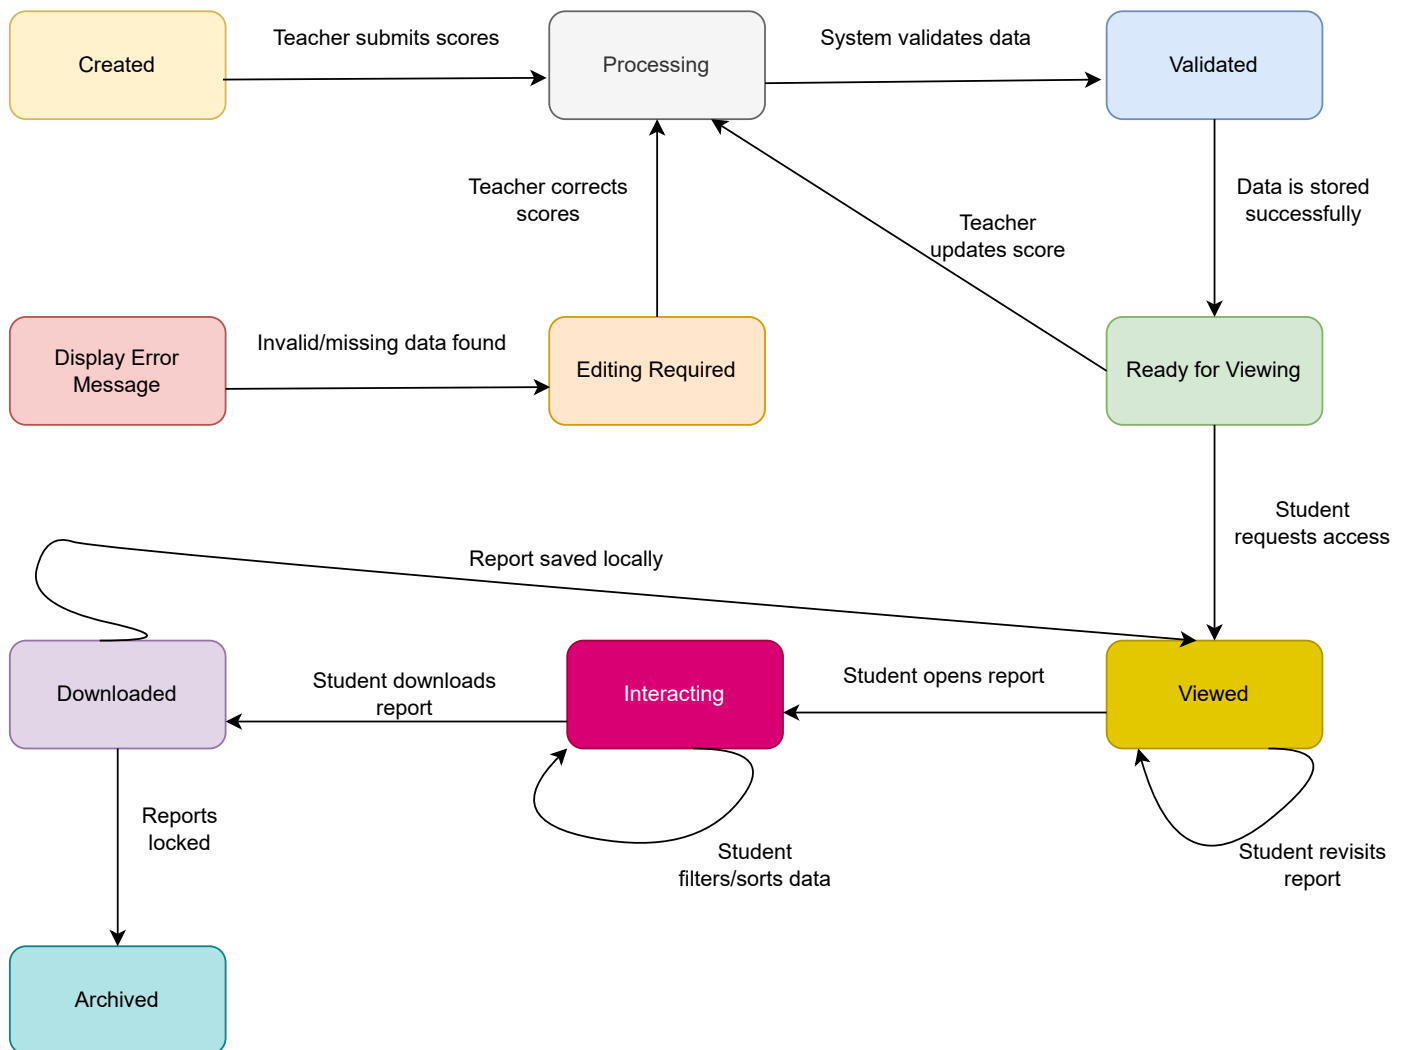 Created
Teacher submits scores
Processing
System validates data
Validated
Teacher corrects
scores
Teacher
updates score
Data is stored
successfully
Display Error
Message
Invalid/missing data found
Editing Required
Ready for Viewing
Student
requests access
Report saved locally
Downloaded
Student downloads
report
Interacting
Student opens report
Viewed
Reports
locked
Student
filters/sorts data
Student revisits
report
Archived